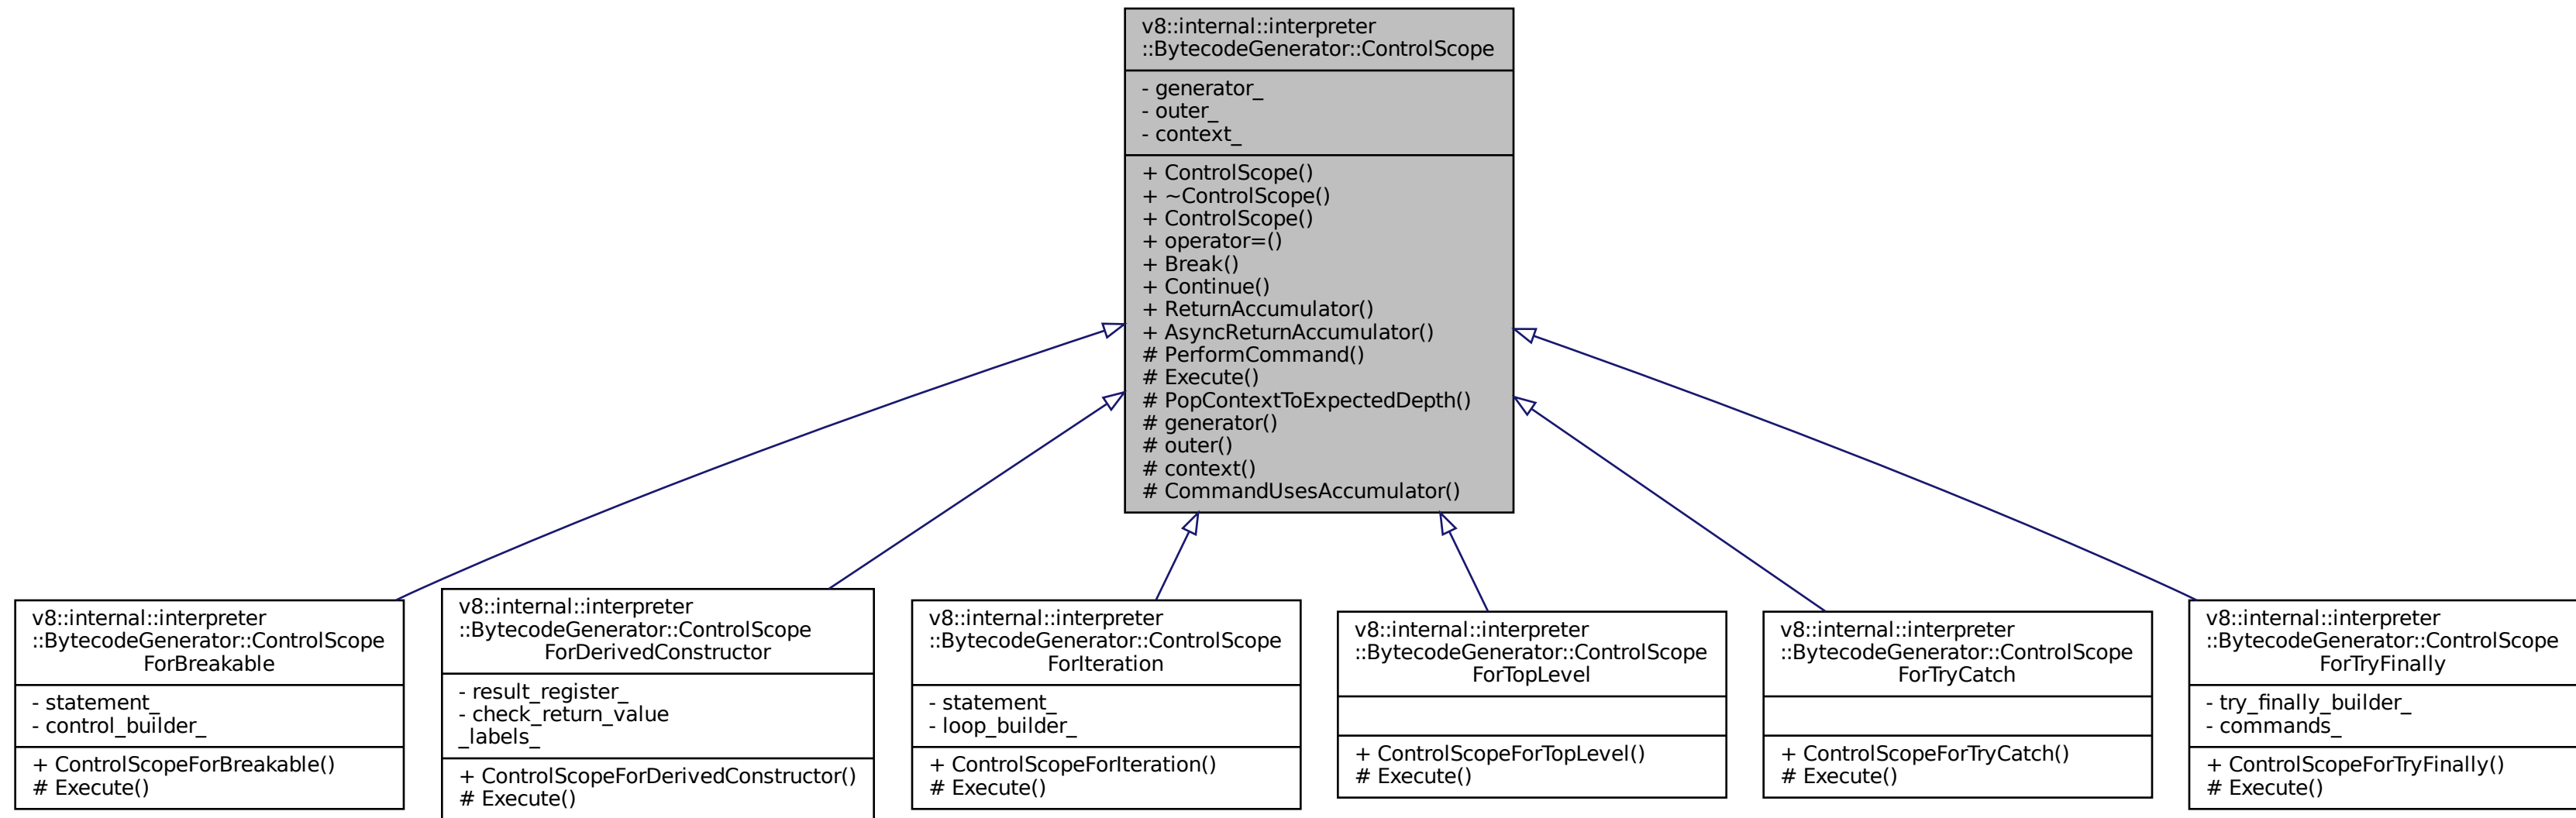 v8::internal::interpreter
::BytecodeGenerator::ControlScope
- generator_
- outer_
- context_
+ ControlScope()
+ ~ControlScope()
+ ControlScope()
+ operator=()
+ Break()
+ Continue()
+ ReturnAccumulator()
+ AsyncReturnAccumulator()
# PerformCommand()
# Execute()
# PopContextToExpectedDepth()
# generator()
# outer()
# context()
# CommandUsesAccumulator()
v8::internal::interpreter
::BytecodeGenerator::ControlScope
ForBreakable
- statement_
- control_builder_
+ ControlScopeForBreakable()
# Execute()
v8::internal::interpreter
::BytecodeGenerator::ControlScope
ForDerivedConstructor
- result_register_
- check_return_value
_labels_
+ ControlScopeForDerivedConstructor()
# Execute()
v8::internal::interpreter
::BytecodeGenerator::ControlScope
ForIteration
- statement_
- loop_builder_
+ ControlScopeForIteration()
# Execute()
v8::internal::interpreter
::BytecodeGenerator::ControlScope
ForTopLevel
+ ControlScopeForTopLevel()
# Execute()
v8::internal::interpreter
::BytecodeGenerator::ControlScope
ForTryCatch
+ ControlScopeForTryCatch()
# Execute()
v8::internal::interpreter
::BytecodeGenerator::ControlScope
ForTryFinally
- try_finally_builder_
- commands_
+ ControlScopeForTryFinally()
# Execute()